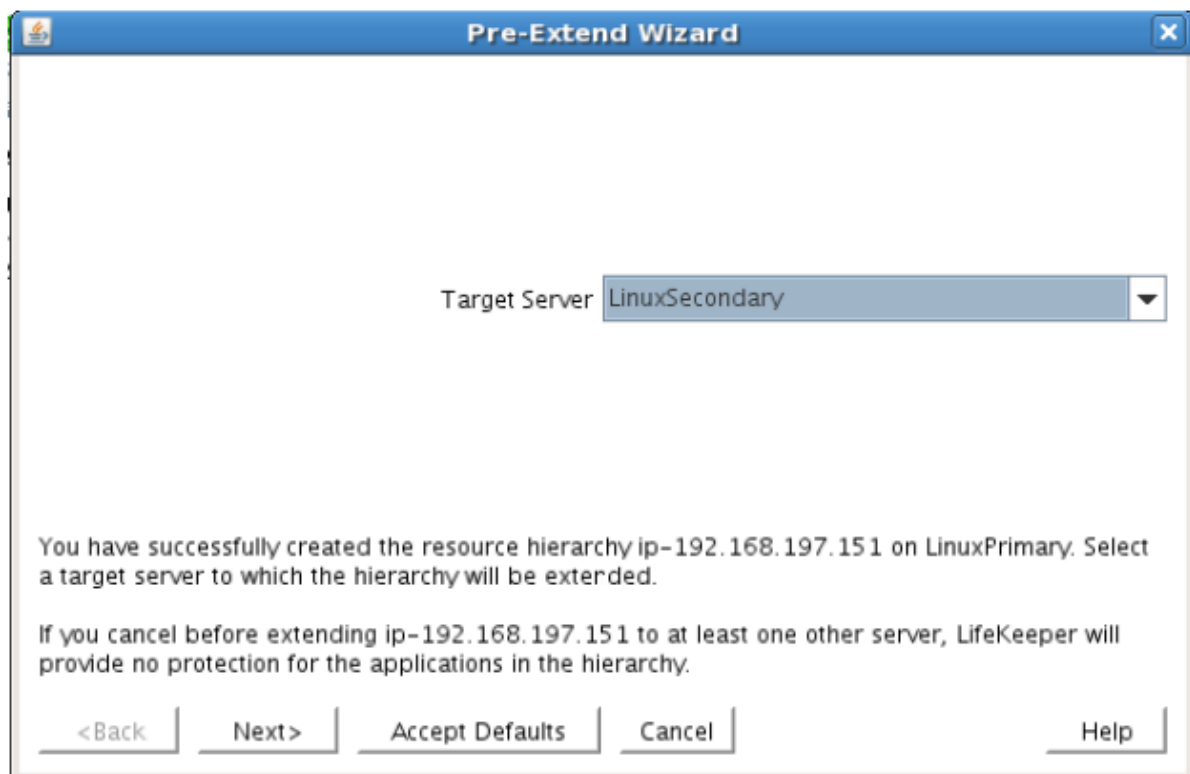 Pre-Extend Wizard
Target Server LinuxSecondary
You have successfully created the resource hierarchy ip-192.168.197.151 on LinuxPrimary. Select
a target server to which the hierarchy will be extended.
If you cancel before extending ip-192.168.197.151 to at least one other server, LifeKeeper will
provide no protection for the applications in the hierarchy.
<Back Next> Accept Defaults Cancel Help